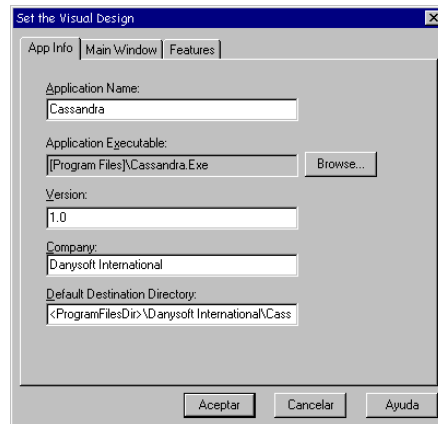 Set the Visual Design
App Info Main Window Features
Application Name:
Cassandra
Application Executable:
[Program Files]\Cassandra.Exe Browse...
Version:
1.0
Company:
Danysoft International
Default Destination Directory:
<ProgramFilesDir>\Danysoft International\Cass
Aceptar Cancelar Ayuda